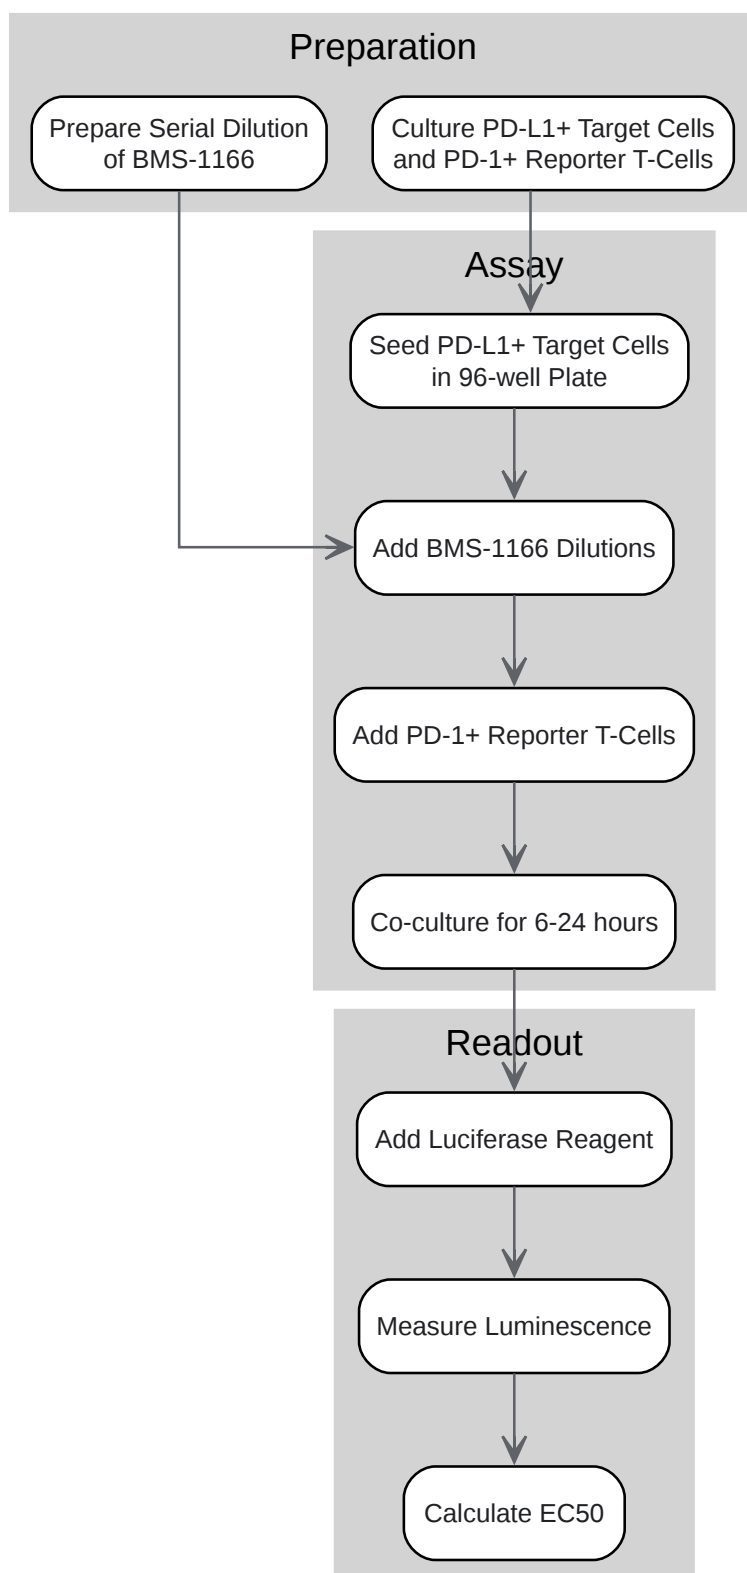 Preparation
Prepare Serial Dilution
of BMS-1166
Culture PD-L1+ Target Cells
and PD-1+ Reporter T-Cells
Assay
Seed PD-L1+ Target Cells
in 96-well Plate
Add BMS-1166 Dilutions
Add PD-1+ Reporter T-Cells
Co-culture for 6-24 hours
Readout
Add Luciferase Reagent
Measure Luminescence
Calculate EC50